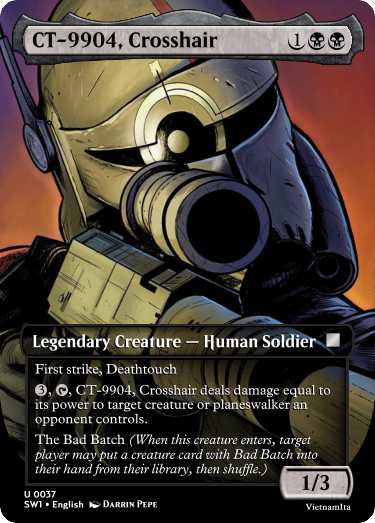 CT-9904, Crosshair 1
Legendary Creature — Human Soldier
First strike, Deathtouch
3, , CT-9904, Crosshair deals damage equal to
its power to target creature or planeswalker an
opponent controls.
The Bad Batch (When this creature enters, target
player may put a creature card with Bad Batch into
their hand from their library, then shuffle.)
1/3
U 0037
SW1 • English Darrin Pepe
VietnamIta